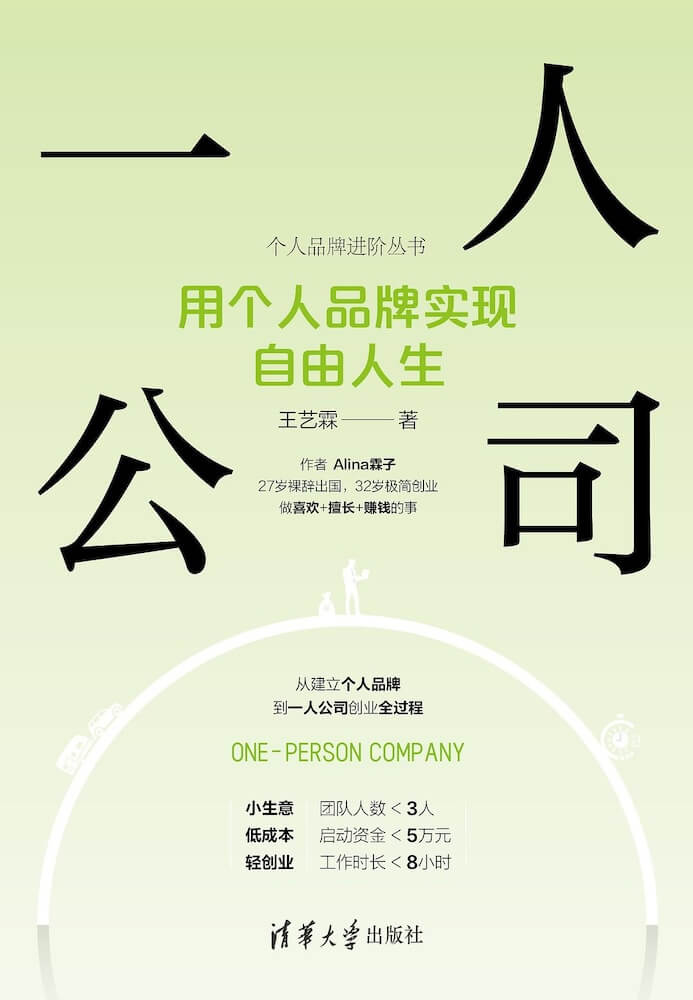 一人
公司
个人品牌进阶丛书
用个人品牌实现
自由人生
王艺霖——著
作者 Alina霖子
27岁裸辞出国，32岁极简创业
做喜欢+擅长+赚钱的事
从建立个人品牌
到一人公司创业全过程
ONE-PERSON COMPANY
小生意 团队人数<3人
低成本 启动资金<5万元
轻创业 工作时长<8小时
清华大学出版社